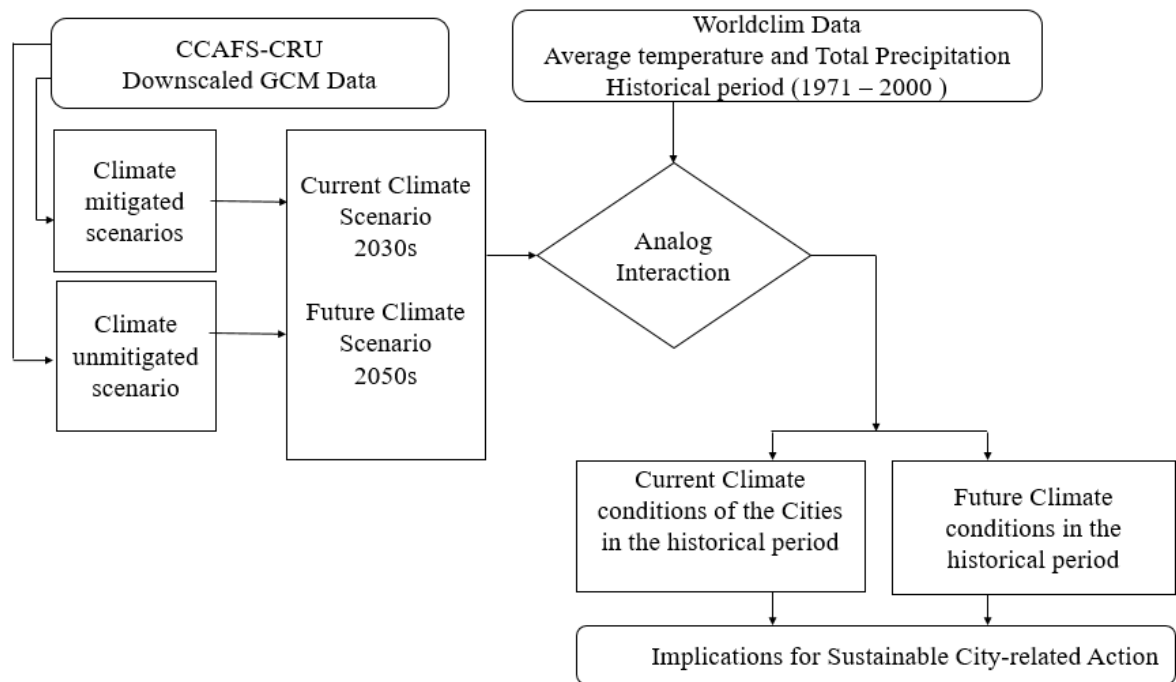 CCAFS-CRU
Downscaled GCM Data
Worldclim Data
Average temperature and Total Precipitation
Historical period (1971 – 2000 )
Climate
mitigated
scenarios
Climate
unmitigated
scenario
Current Climate
Scenario
2030s
Future Climate
Scenario
2050s
Analog
Interaction
Current Climate
conditions of the Cities
in the historical period
Future Climate
conditions in the
historical period
Implications for Sustainable City-related Action